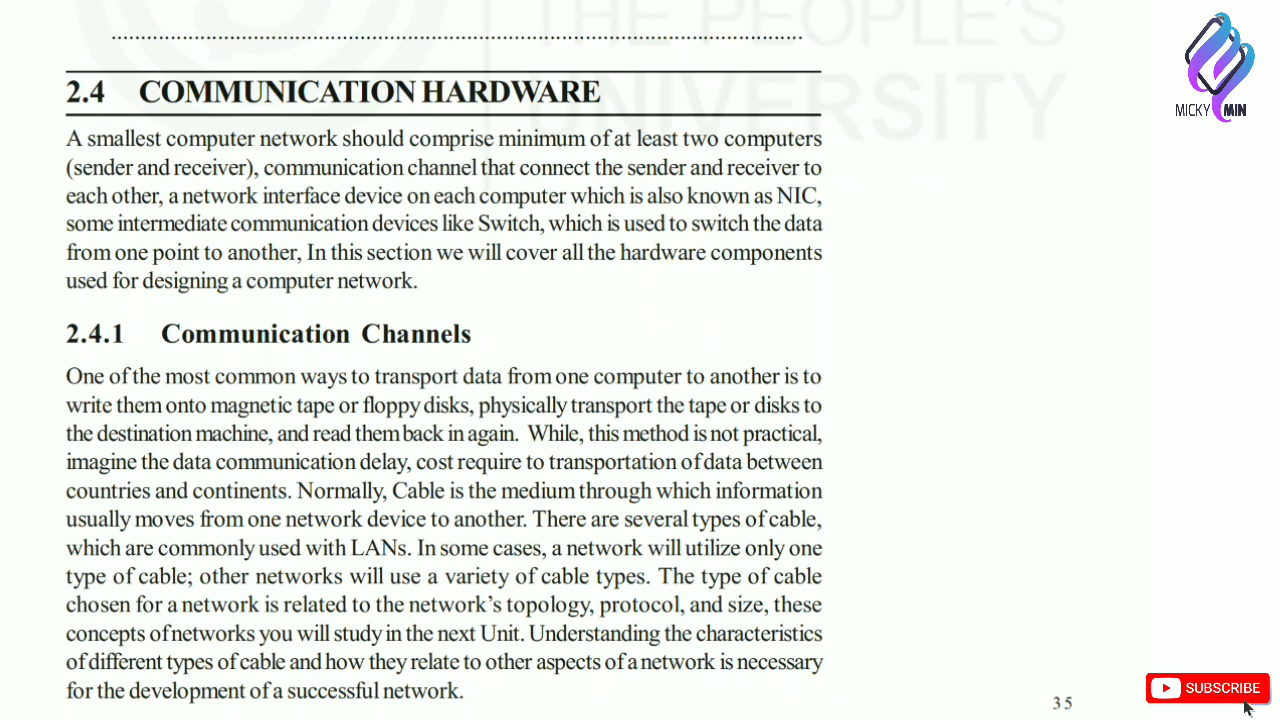 THE PEOPLE'S
UNIVERSITY
2.4 COMMUNICATION HARDWARE
A smallest computer network should comprise minimum of at least two computers
(sender and receiver), communication channel that connect the sender and receiver to
each other, a network interface device on each computer which is also known as NIC,
some intermediate communication devices like Switch, which is used to switch the data
from one point to another, In this section we will cover all the hardware components
used for designing a computer network.
2.4.1 Communication Channels
One of the most common ways to transport data from one computer to another is to
write them onto magnetic tape or floppy disks, physically transport the tape or disks to
the destination machine, and read them back in again. While, this method is not practical,
imagine the data communication delay, cost require to transportation of data between
countries and continents. Normally, Cable is the medium through which information
usually moves from one network device to another. There are several types of cable,
which are commonly used with LANs. In some cases, a network will utilize only one
type of cable; other networks will use a variety of cable types. The type of cable
chosen for a network is related to the network's topology, protocol, and size, these
concepts of networks you will study in the next Unit. Understanding the characteristics
of different types of cable and how they relate to other aspects of a network is necessary
for the development of a successful network.
35
MICKY MIN
SUBSCRIBE